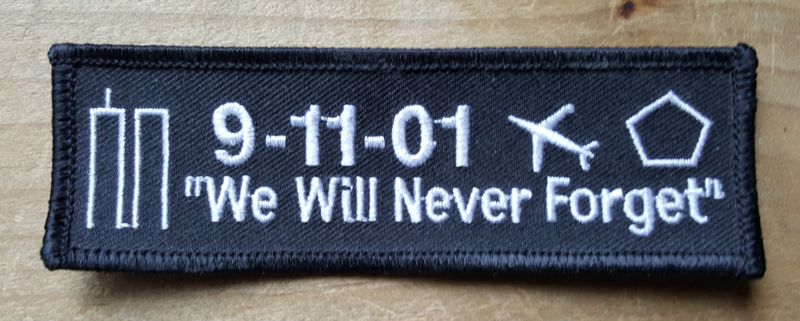 9-11-01
"We Will Never Forget"